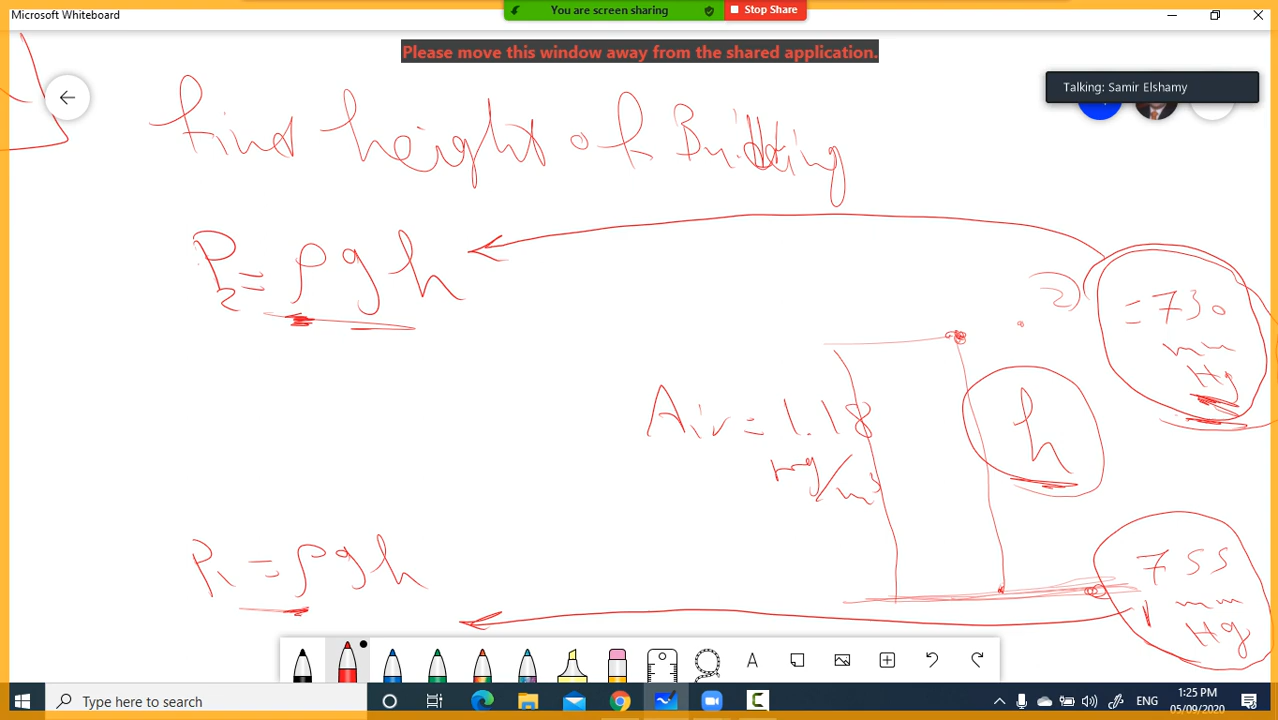 Microsoft Whiteboard
You are screen sharing
Stop Share
Please move this window away from the shared application.
Talking: Samir Elshamy
find height of Building
P2 = ρgh
2) = 730
mm
Hg
h
Air = 1.18
kg/m3
P1 = ρgh
755
1 mm
Hg
A
Type here to search
ENG
1:25 PM
05/09/2020